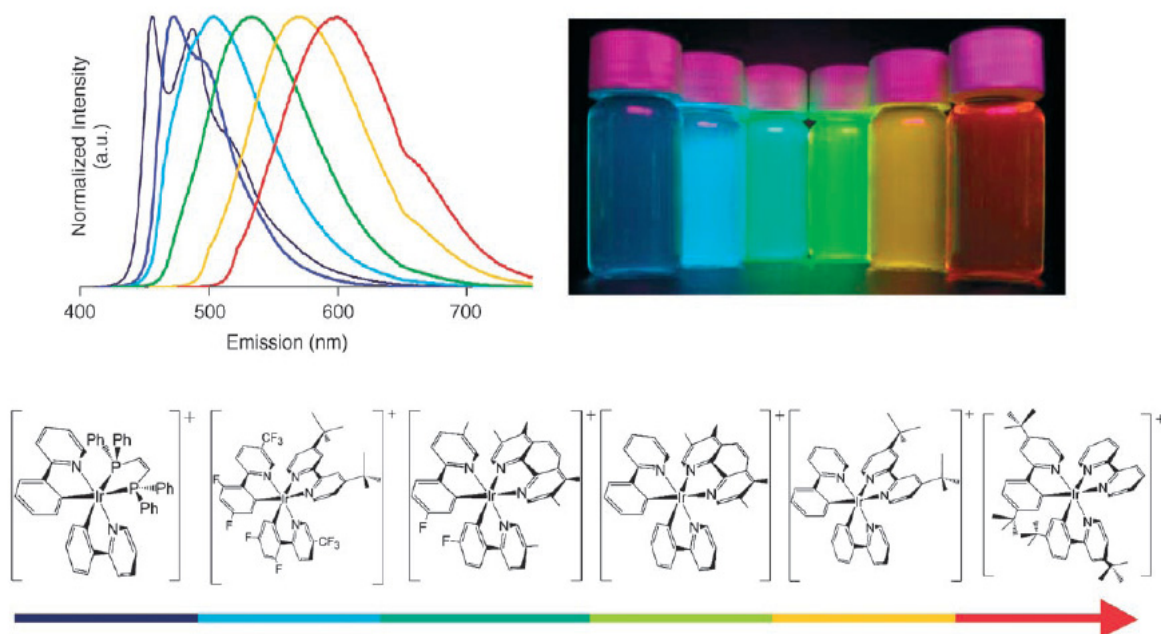 Normalized Intensity
(a.u.)
400 500 600 700
Emission (nm)
+
Ph
Ph
N
P
Ir
P
Ph
Ph
N
+
CF₃
N
N
F
Ir
N
F
F
N
CF₃
F
+
N
N
Ir
N
F
F
N
+
N
N
Ir
N
N
+
N
N
Ir
N
N
+
N
N
Ir
N
N